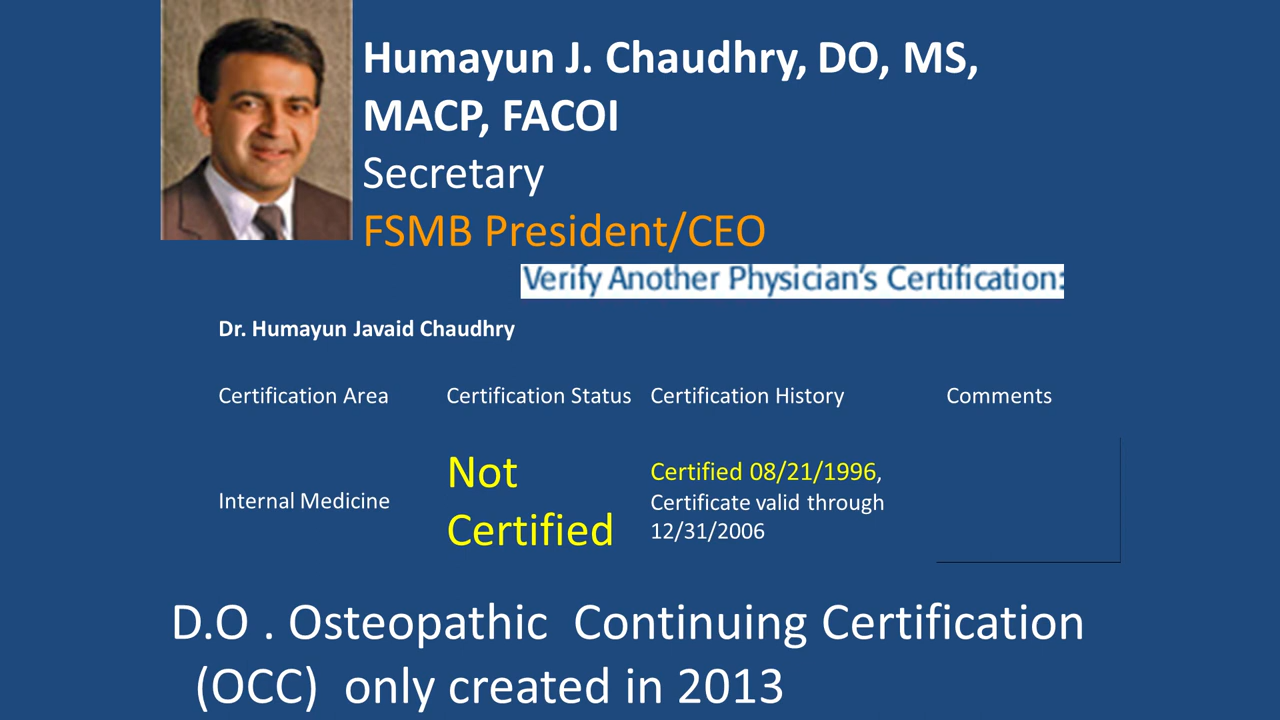 Humayun J. Chaudhry, DO, MS,
MACP, FACOI
Secretary
FSMB President/CEO
Verify Another Physician's Certification:
Dr. Humayun Javaid Chaudhry
Certification Area Certification Status Certification History Comments
Internal Medicine
Not
Certified
Certified 08/21/1996,
Certificate valid through
12/31/2006
D.O . Osteopathic Continuing Certification
(OCC) only created in 2013